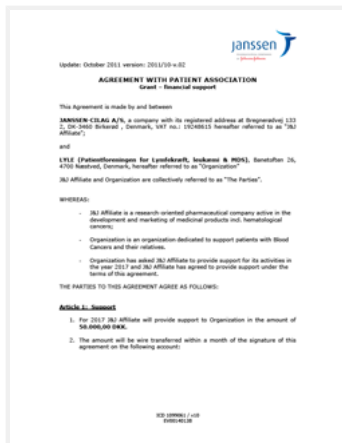 janssen
Update: October 2011 version: 2011/10-v.02
AGREEMENT WITH PATIENT ASSOCIATION
Grant – financial support
This Agreement is made by and between
JANSSEN-CILAG A/S, a company with its registered address at Bregnerødvej 133
2, DK-3460 Birkerød , Denmark, VAT no.: 19248615 hereafter referred to as "J&J
Affiliate";
and
LYLE (Patientforeningen for Lymfekræft, leukæmi & MDS), Banetoften 26,
4700 Næstved, Denmark, hereafter referred to as "Organization"
J&J Affiliate and Organization are collectively referred to as "The Parties".
WHEREAS:
- J&J Affiliate is a research-oriented pharmaceutical company active in the
development and marketing of medicinal products incl. hematological
cancers;
- Organization is an organization dedicated to support patients with Blood
Cancers and their relatives.
- Organization has asked J&J Affiliate to provide support for its activities in
the year 2017 and J&J Affiliate has agreed to provide support under the
terms of this agreement.
THE PARTIES TO THIS AGREEMENT AGREE AS FOLLOWS:
Article 1: Support
1. For 2017 J&J Affiliate will provide support to Organization in the amount of
50.000,00 DKK.
2. The amount will be wire transferred within a month of the signature of this
agreement on the following account: